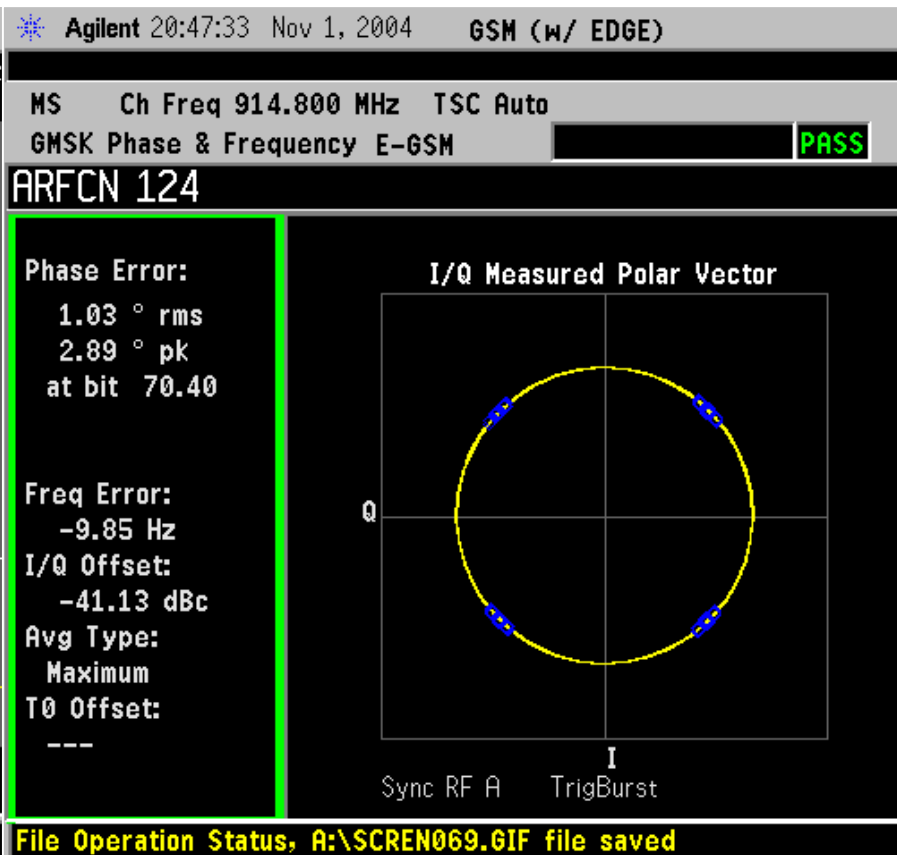 Agilent 20:47:33 Nov 1, 2004 GSM (w/ EDGE)
MS Ch Freq 914.800 MHz TSC Auto
GMSK Phase & Frequency E-GSM PASS
ARFCN 124
Phase Error:
1.03 ° rms
2.89 ° pk
at bit 70.40
Freq Error:
-9.85 Hz
I/Q Offset:
-41.13 dBc
Avg Type:
Maximum
T0 Offset:
---
I/Q Measured Polar Vector
Q
I
Sync RF A TrigBurst
File Operation Status, A:\SCREN069.GIF file saved